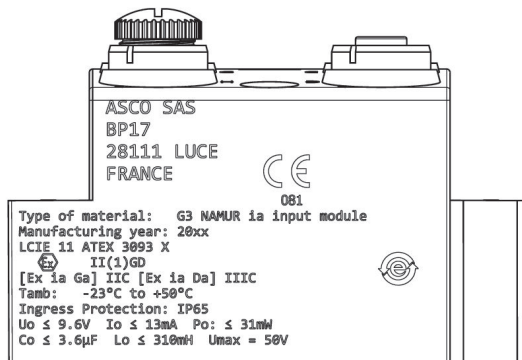 ASCO SAS
BP17
28111 LUCE
FRANCE
CE
081
Type of material: G3 NAMUR ia input module
Manufacturing year: 20xx
LCIE 11 ATEX 3093 X
Ex II(1)GD
[Ex ia Ga] IIC [Ex ia Da] IIIC
Tamb: -23°C to +50°C
Ingress Protection: IP65
Uo ≤ 9.6V Io ≤ 13mA Po: ≤ 31mW
Co ≤ 3.6µF Lo ≤ 310mH Umax = 50V